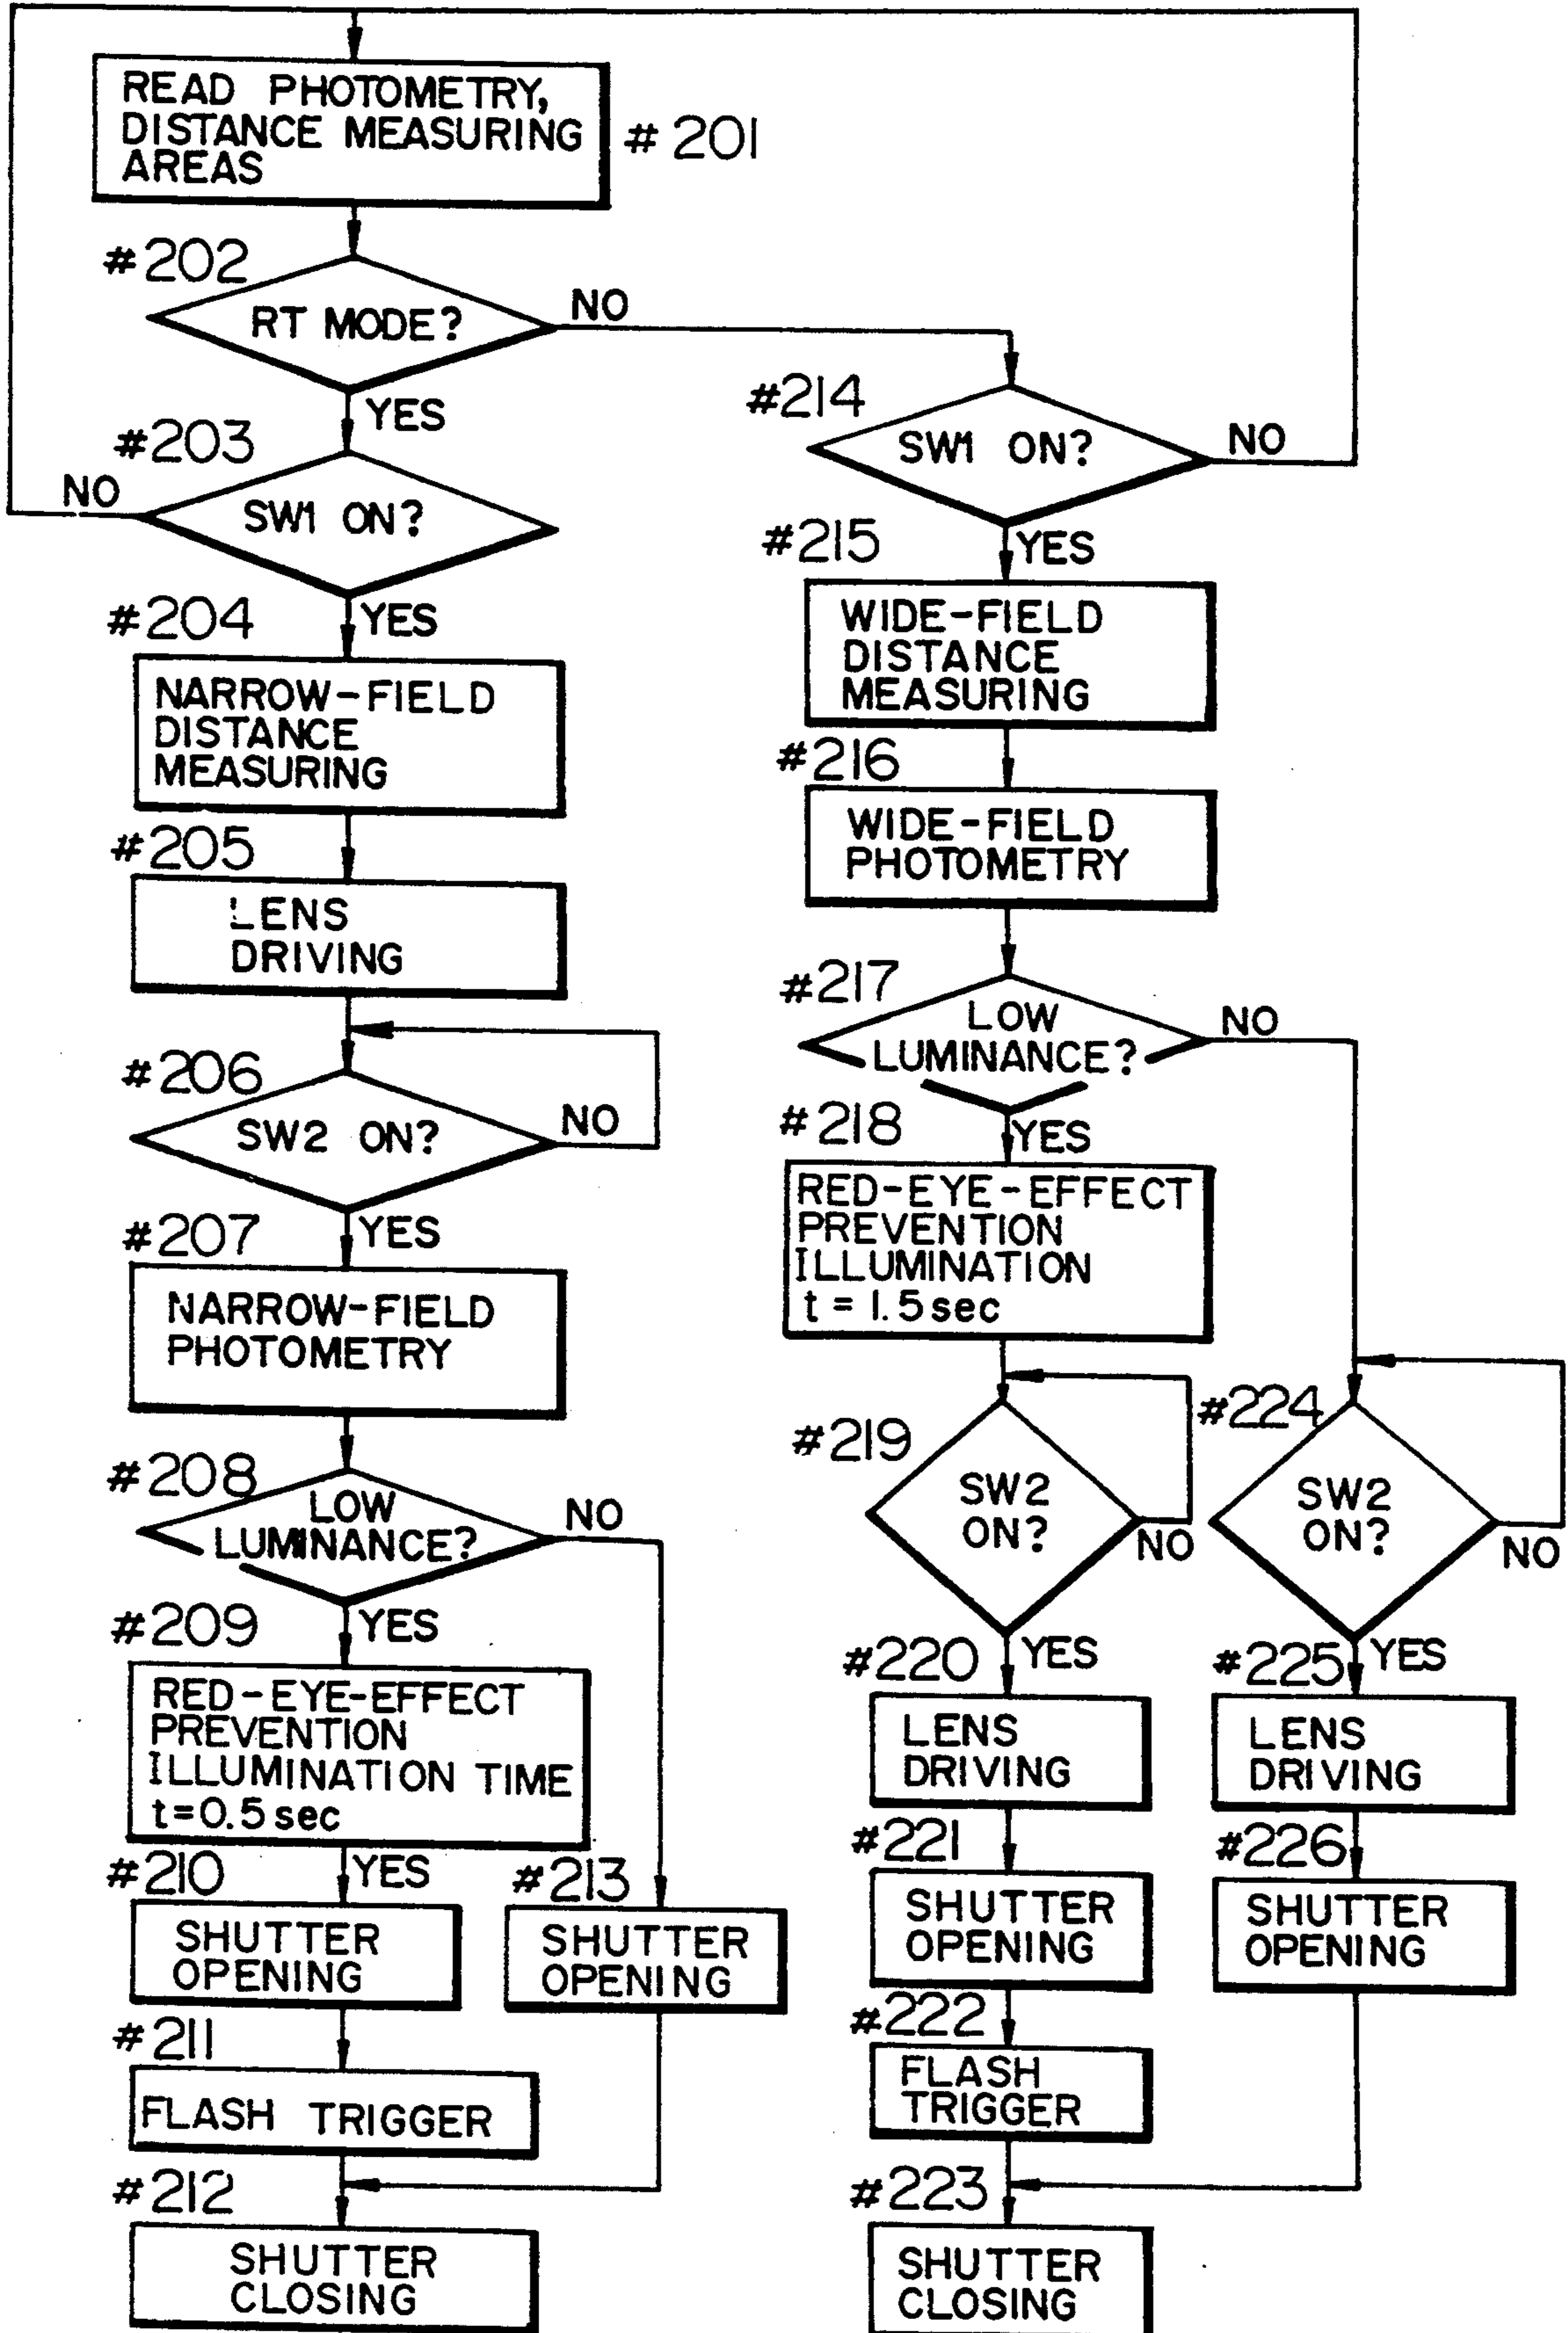 READ PHOTOMETRY,
DISTANCE MEASURING
AREAS
#201
#202
RT MODE?
NO
YES
#203
SW1 ON?
NO
YES
#204
NARROW-FIELD
DISTANCE
MEASURING
#205
LENS
DRIVING
#206
SW2 ON?
NO
YES
#207
NARROW-FIELD
PHOTOMETRY
#208
LOW
LUMINANCE?
NO
YES
#209
RED-EYE-EFFECT
PREVENTION
ILLUMINATION TIME
t=0.5 sec
YES
#210
SHUTTER
OPENING
#213
SHUTTER
OPENING
#211
FLASH TRIGGER
#212
SHUTTER
CLOSING
#214
SW1 ON?
NO
YES
#215
WIDE-FIELD
DISTANCE
MEASURING
#216
WIDE-FIELD
PHOTOMETRY
#217
LOW
LUMINANCE?
NO
YES
#218
RED-EYE-EFFECT
PREVENTION
ILLUMINATION
t = 1.5 sec
#219
SW2
ON?
NO
YES
#220
LENS
DRIVING
#221
SHUTTER
OPENING
#222
FLASH
TRIGGER
#223
SHUTTER
CLOSING
#224
SW2
ON?
NO
YES
#225
LENS
DRIVING
#226
SHUTTER
OPENING